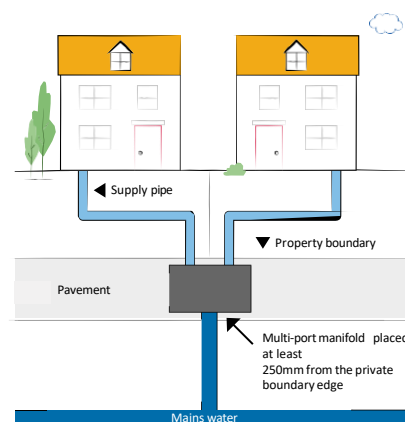 Supply pipe
Property boundary
Pavement
Multi-port manifold placed
at least
250mm from the private
boundary edge
Mains water